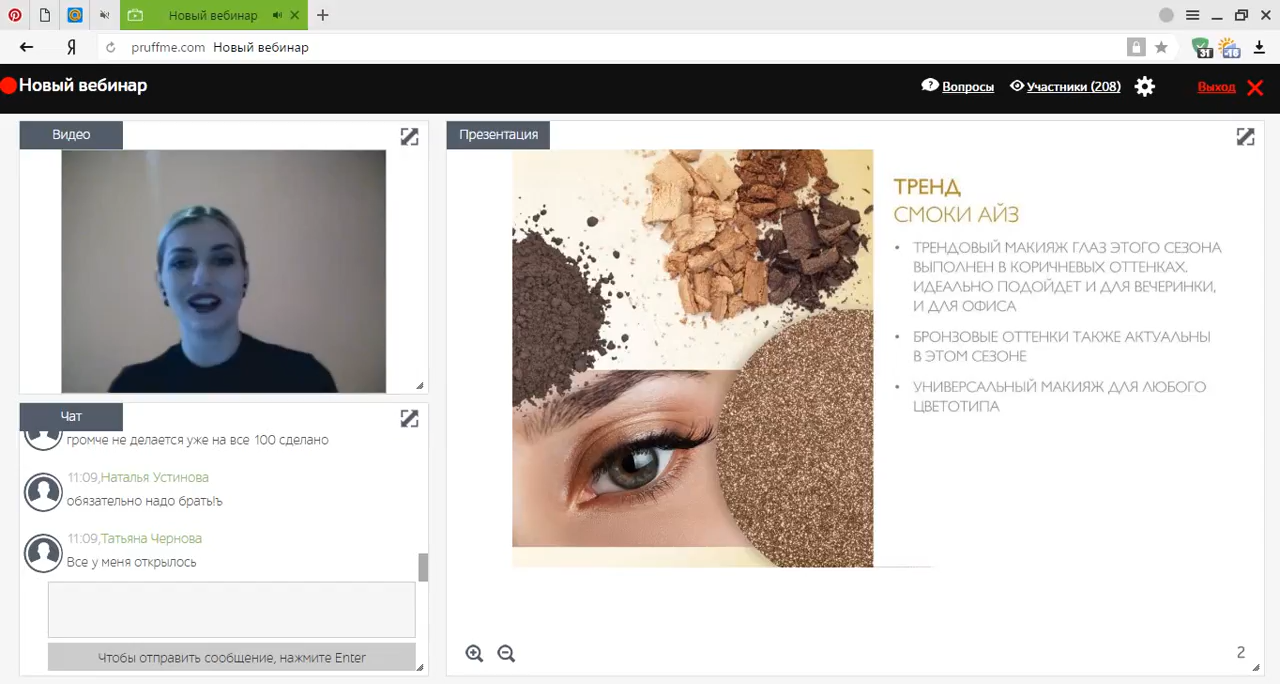 Новый вебинар
Я
pruffme.com Новый вебинар
31
+16
Новый вебинар
Вопросы
Участники (208)
Выход
Видео
Презентация
ТРЕНД
СМОКИ АЙЗ
• ТРЕНДОВЫЙ МАКИЯЖ ГЛАЗ ЭТОГО СЕЗОНА
ВЫПОЛНЕН В КОРИЧНЕВЫХ ОТТЕНКАХ.
ИДЕАЛЬНО ПОДОЙДЕТ И ДЛЯ ВЕЧЕРИНКИ,
И ДЛЯ ОФИСА
• БРОНЗОВЫЕ ОТТЕНКИ ТАКЖЕ АКТУАЛЬНЫ
В ЭТОМ СЕЗОНЕ
• УНИВЕРСАЛЬНЫЙ МАКИЯЖ ДЛЯ ЛЮБОГО
ЦВЕТОТИПА
2
Чат
громче не делается уже на все 100 сделано
11:09,Наталья Устинова
обязательно надо брать!ъ
11:09,Татьяна Чернова
Все у меня открылось
Чтобы отправить сообщение, нажмите Enter